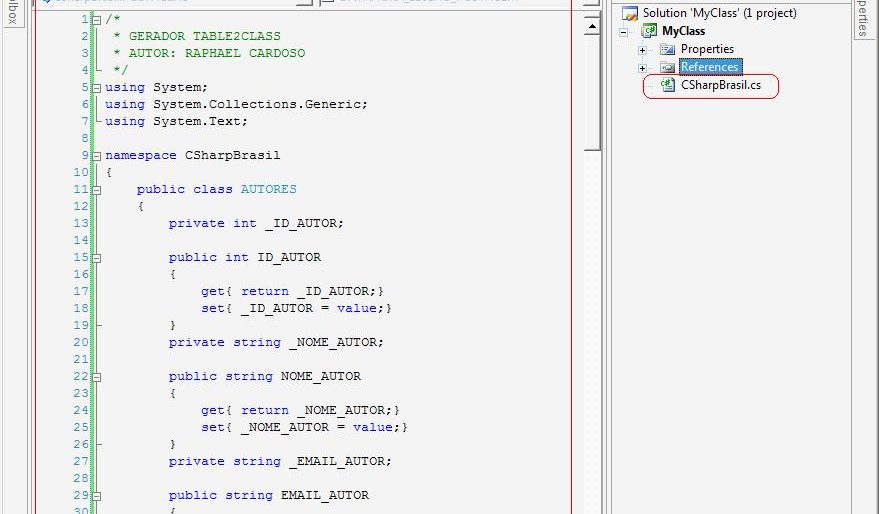 1 /*
2  * GERADOR TABLE2CLASS
3  * AUTOR: RAPHAEL CARDOSO
4  */
5 using System;
6 using System.Collections.Generic;
7 using System.Text;
8
9 namespace CSharpBrasil
10 {
11     public class AUTORES
12     {
13         private int _ID_AUTOR;
14
15         public int ID_AUTOR
16         {
17             get{ return _ID_AUTOR;}
18             set{ _ID_AUTOR = value;}
19         }
20         private string _NOME_AUTOR;
21
22         public string NOME_AUTOR
23         {
24             get{ return _NOME_AUTOR;}
25             set{ _NOME_AUTOR = value;}
26         }
27         private string _EMAIL_AUTOR;
28
29         public string EMAIL_AUTOR
30         {
Solution 'MyClass' (1 project)
MyClass
Properties
References
CSharpBrasil.cs